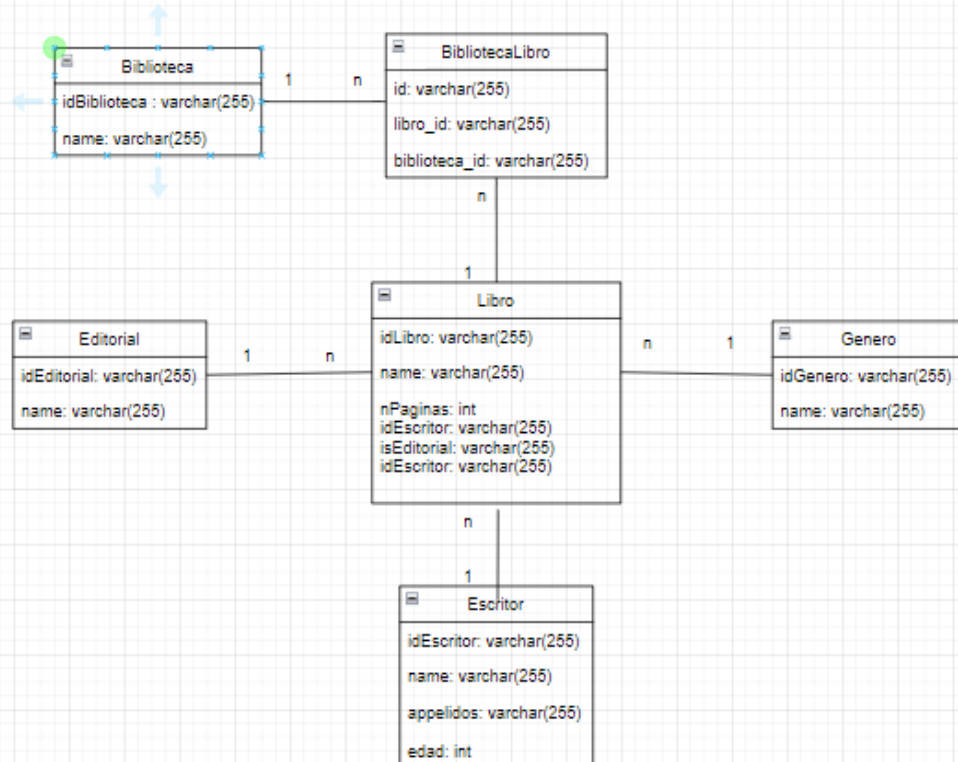 Biblioteca
idBiblioteca : varchar(255)
name: varchar(255)
1
n
BibliotecaLibro
id: varchar(255)
libro_id: varchar(255)
biblioteca_id: varchar(255)
n
1
Libro
idLibro: varchar(255)
name: varchar(255)
nPaginas: int
idEscritor: varchar(255)
isEditorial: varchar(255)
idEscritor: varchar(255)
Editorial
idEditorial: varchar(255)
name: varchar(255)
1
n
n
1
Genero
idGenero: varchar(255)
name: varchar(255)
n
1
Escritor
idEscritor: varchar(255)
name: varchar(255)
appelidos: varchar(255)
edad: int